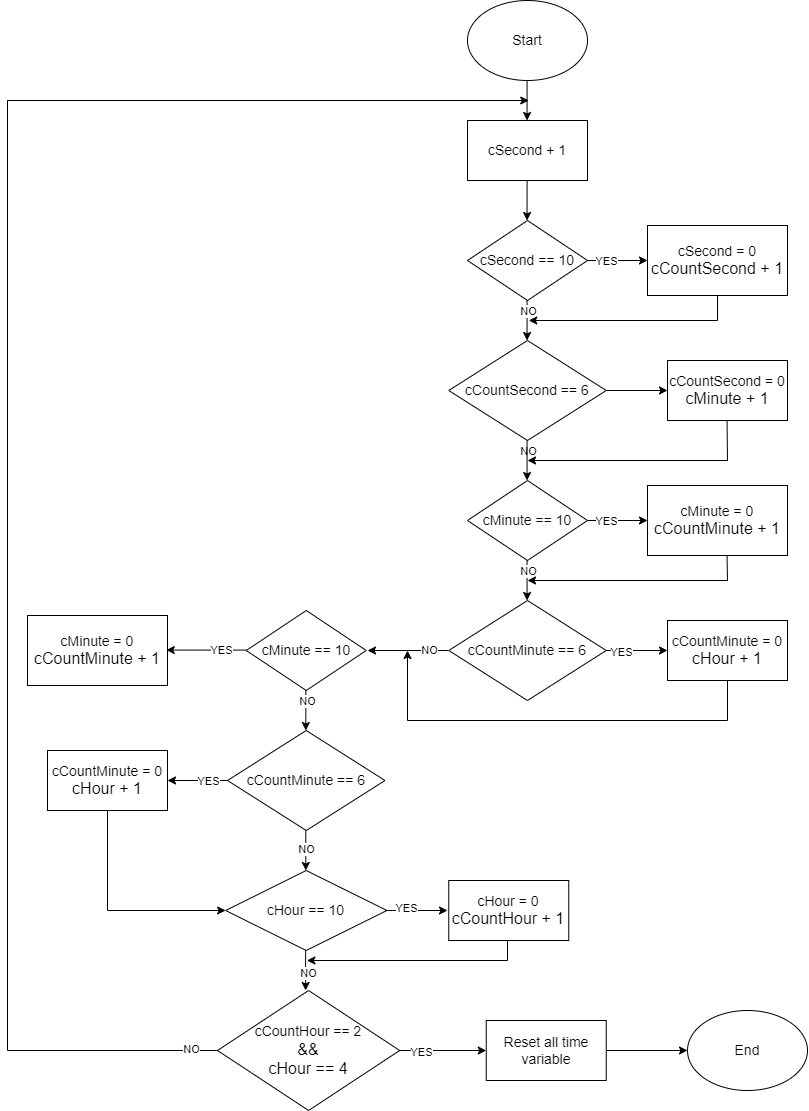 Start
cSecond + 1
cSecond == 10
YES
cSecond = 0
cCountSecond + 1
NO
cCountSecond == 6
cCountSecond = 0
cMinute + 1
NO
cMinute == 10
YES
cMinute = 0
cCountMinute + 1
NO
cCountMinute == 6
YES
cCountMinute = 0
cHour + 1
NO
cMinute == 10
YES
cMinute = 0
cCountMinute + 1
NO
cCountMinute == 6
YES
cCountMinute = 0
cHour + 1
NO
cHour == 10
YES
cHour = 0
cCountHour + 1
NO
cCountHour == 2
&&
cHour == 4
NO
YES
Reset all time
variable
End